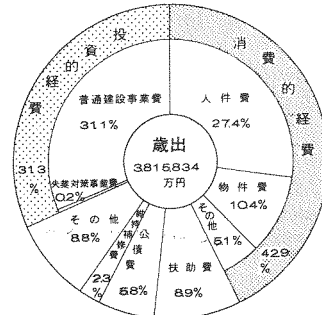 投資的経費
31.3
%
消費的経費
42.9
%
普通建設事業費
31.1%
人件費
27.4%
歳出
3,815,834
万円
失業対策事業費
0.2%
物件費
10.4%
その他
8.8%
その他
5.1%
維持補修費
2.3
%
公債費
5.8%
扶助費
8.9%